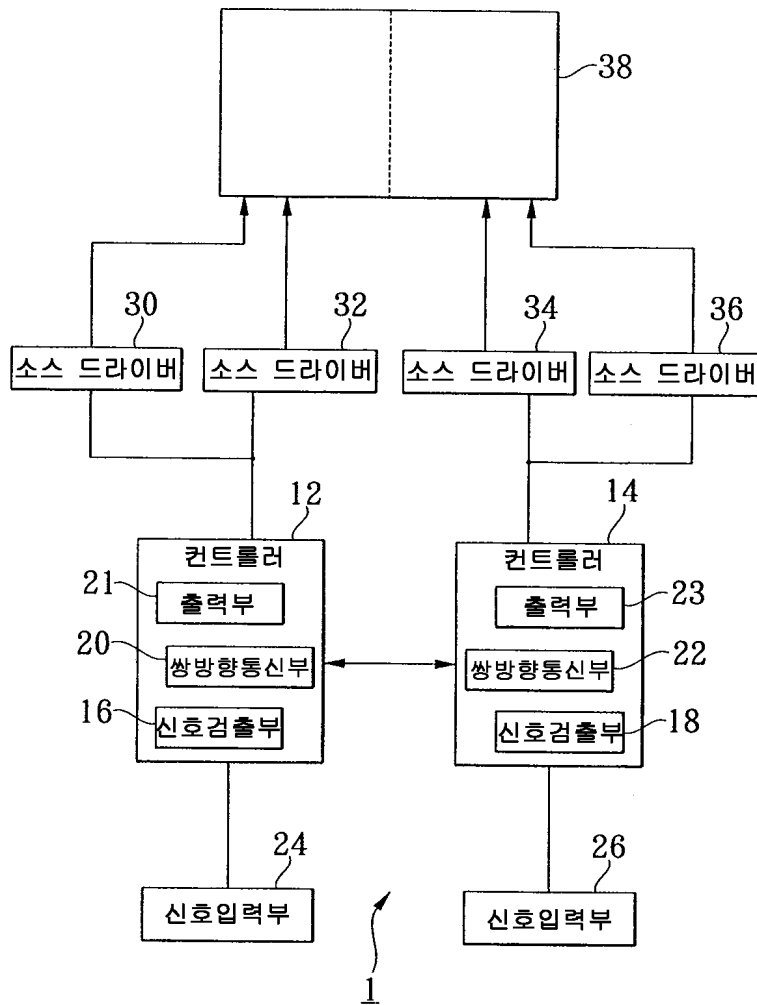 38
30
32
34
36
소스 드라이버
소스 드라이버
소스 드라이버
소스 드라이버
12
14
컨트롤러
컨트롤러
21
출력부
출력부
23
20
쌍방향통신부
쌍방향통신부
22
16
신호검출부
신호검출부
18
24
26
신호입력부
신호입력부
1